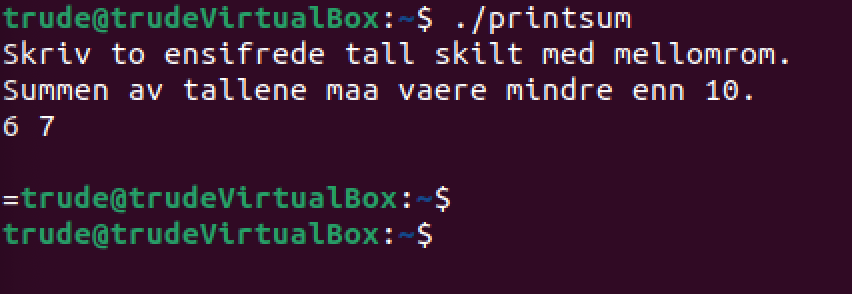 trude@trudeVirtualBox:~$ ./printsum
Skriv to ensifrede tall skilt med mellomrom.
Summen av tallene maa vaere mindre enn 10.
6 7
=trude@trudeVirtualBox:~$
trude@trudeVirtualBox:~$